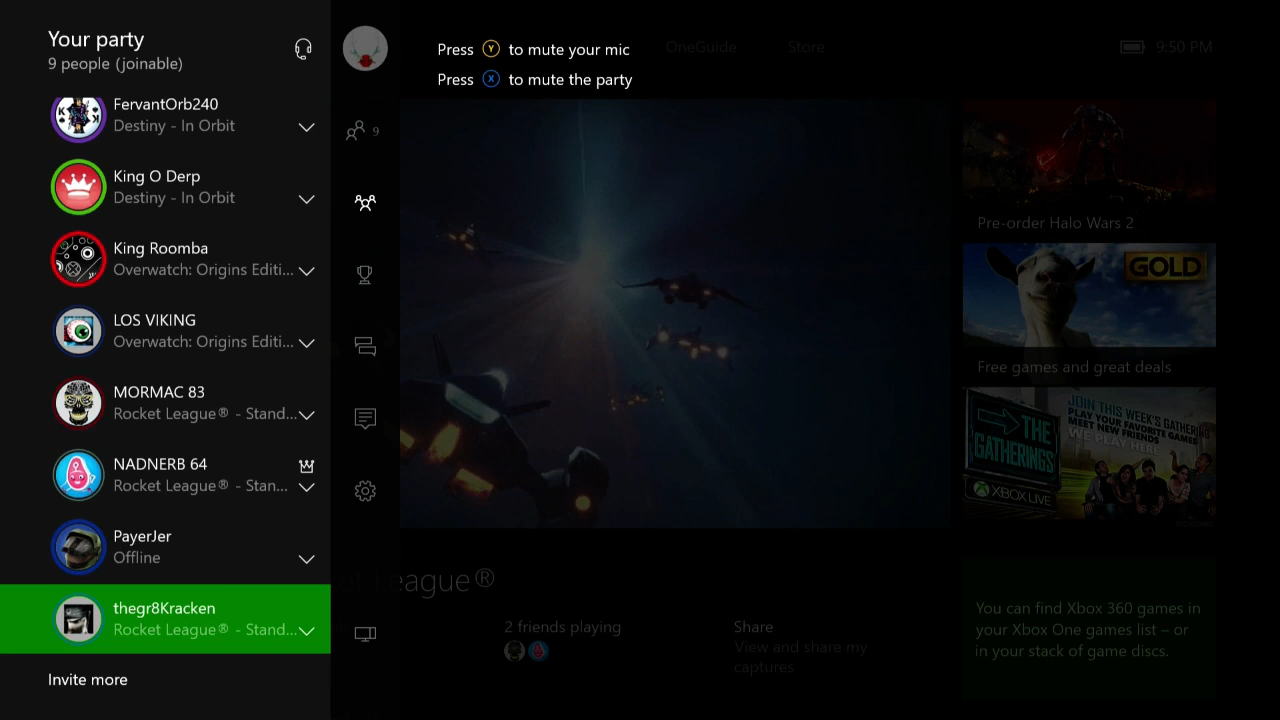 Your party
9 people (joinable)
FervantOrb240
Destiny - In Orbit
King O Derp
Destiny - In Orbit
King Roomba
Overwatch: Origins Editi...
LOS VIKING
Overwatch: Origins Editi...
MORMAC 83
Rocket League® - Stand...
NADNERB 64
Rocket League® - Stan...
PayerJer
Offline
thegr8Kracken
Rocket League® - Stand...
Invite more
9
Press Y to mute your mic
Press X to mute the party
OneGuide
Store
9:50 PM
Pre-order Halo Wars 2
GOLD
Free games and great deals
THE
GATHERINGS
XBOX LIVE
JOIN THIS WEEK'S GATHERING
PLAY YOUR FAVORITE GAMES
MEET NEW FRIENDS
WE PLAY HERE
League®
2 friends playing
Share
View and share my
captures
You can find Xbox 360 games in
your Xbox One games list – or
in your stack of game discs.